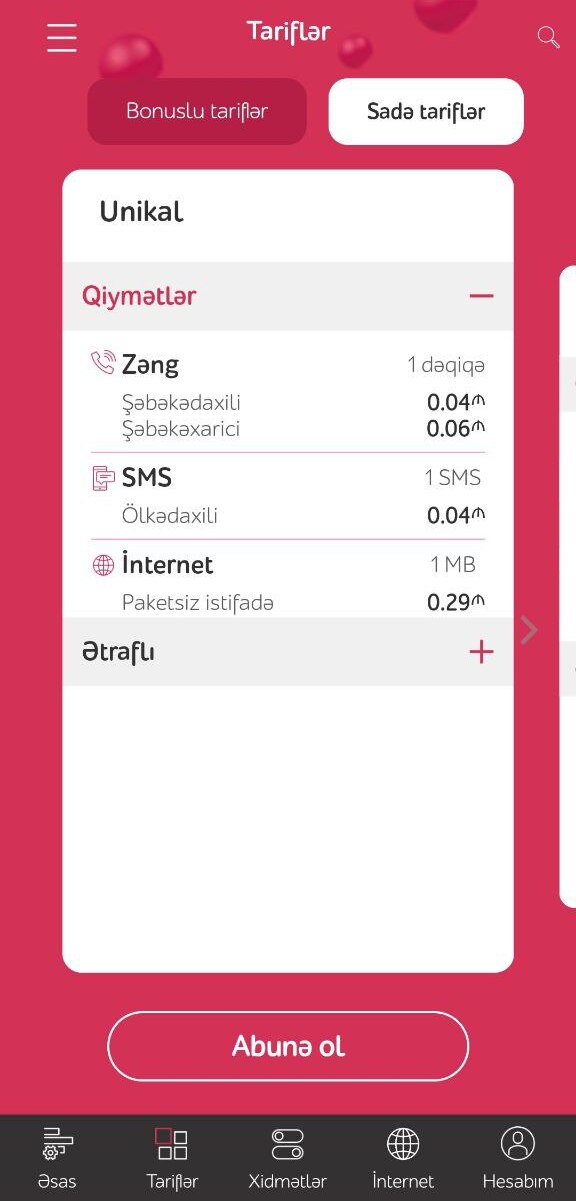 Tariflər
Bonuslu tariflər
Sadə tariflər
Unikal
Qiymətlər
Zəng 1 dəqiqə
Şəbəkədaxili 0.04₼
Şəbəkəxarici 0.06₼
SMS 1 SMS
Ölkədaxili 0.04₼
İnternet 1 MB
Paketsiz istifadə 0.29₼
Ətraflı
Abunə ol
Əsas
Tariflər
Xidmətlər
İnternet
Hesabım